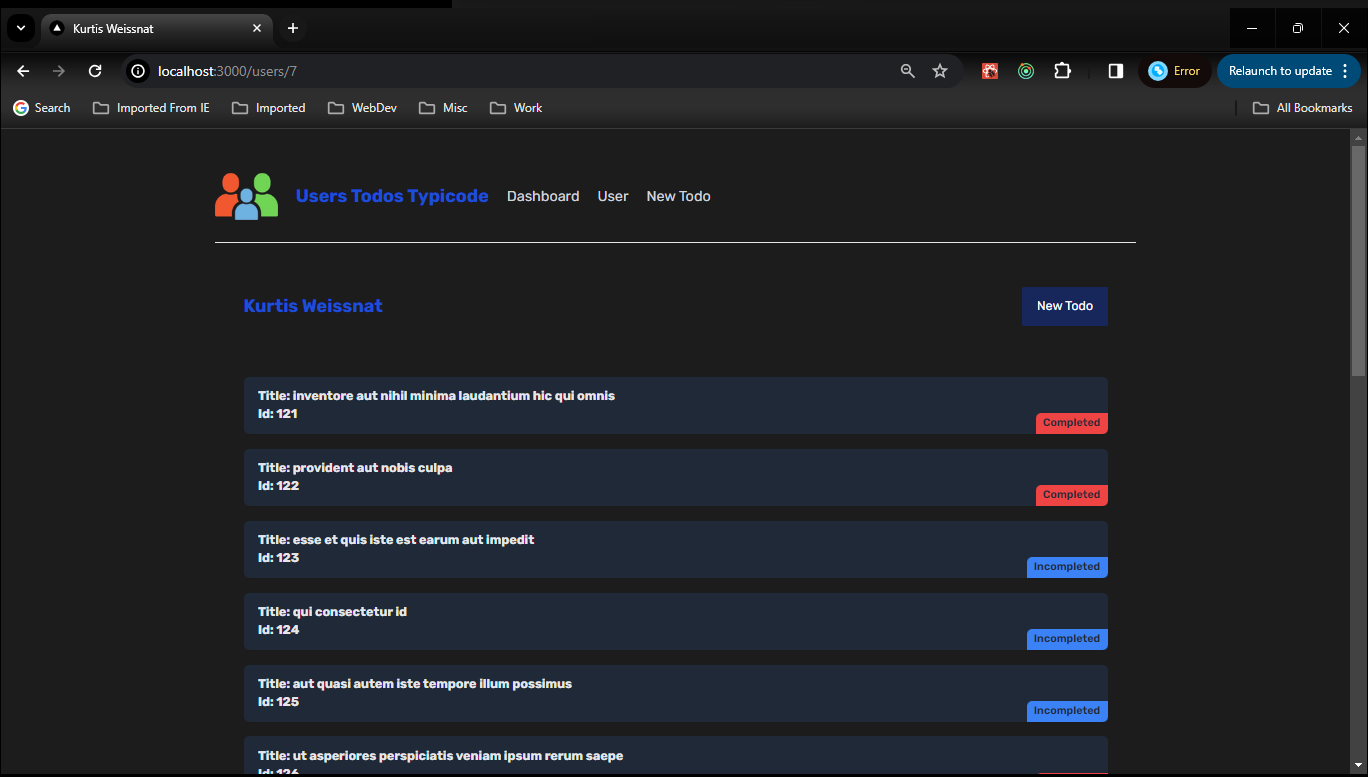 Kurtis Weissnat
localhost:3000/users/7
Error
Relaunch to update
Search
Imported From IE
Imported
WebDev
Misc
Work
All Bookmarks
Users Todos Typicode
Dashboard
User
New Todo
Kurtis Weissnat
New Todo
Title: inventore aut nihil minima laudantium hic qui omnis
Id: 121
Completed
Title: provident aut nobis culpa
Id: 122
Completed
Title: esse et quis iste est earum aut impedit
Id: 123
Incompleted
Title: qui consectetur id
Id: 124
Incompleted
Title: aut quasi autem iste tempore illum possimus
Id: 125
Incompleted
Title: ut asperiores perspiciatis veniam ipsum rerum saepe
Id: 126